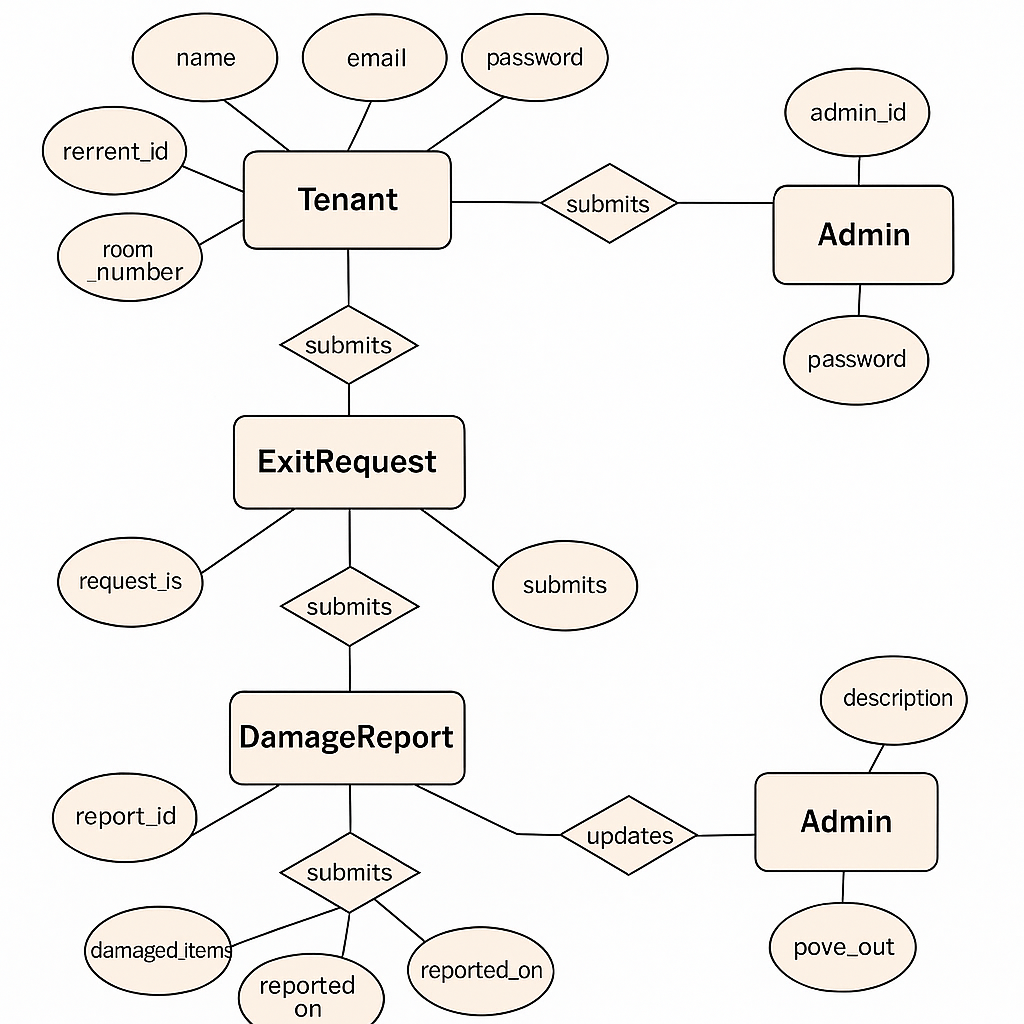 name
email
password
admin_id
rerrent_id
Tenant
submits
Admin
room
_number
submits
password
ExitRequest
request_is
submits
submits
description
DamageReport
report_id
updates
Admin
submits
damaged_items
reported
on
reported_on
pove_out